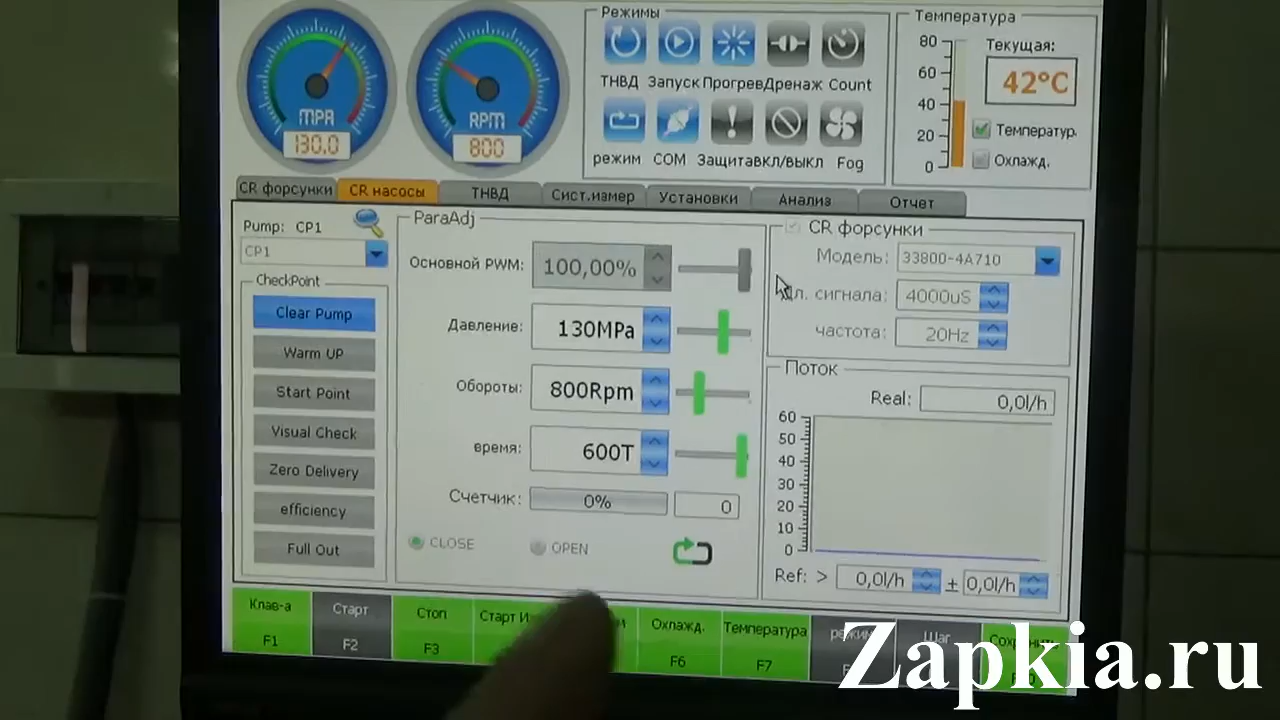 MPA
130.0
RPM
800
Режимы
ТНВД Запуск Прогрев Дренаж Count
режим COM Защита вкл/выкл Fog
Температура
80
60
40
20
0
Текущая:
42°C
Температур.
Охлажд.
CR форсунки CR насосы ТНВД Сист.измер Установки Анализ Отчет
Pump: CP1
CP1
CheckPoint
Clear Pump
Warm UP
Start Point
Visual Check
Zero Delivery
efficiency
Full Out
ParaAdj
Основной PWM: 100,00%
Давление: 130MPa
Обороты: 800Rpm
время: 600T
Счетчик: 0% 0
CLOSE OPEN
CR форсунки
Модель: 33800-4A710
сигнала: 4000uS
частота: 20Hz
Поток
Real: 0,0l/h
60
50
40
30
20
10
0
Ref: > 0,0l/h ± 0,0l/h
Клав-а Старт Стоп Старт И Охлажд. Температура режим Шаг
F1 F2 F3 F6 F7
Zapkia.ru